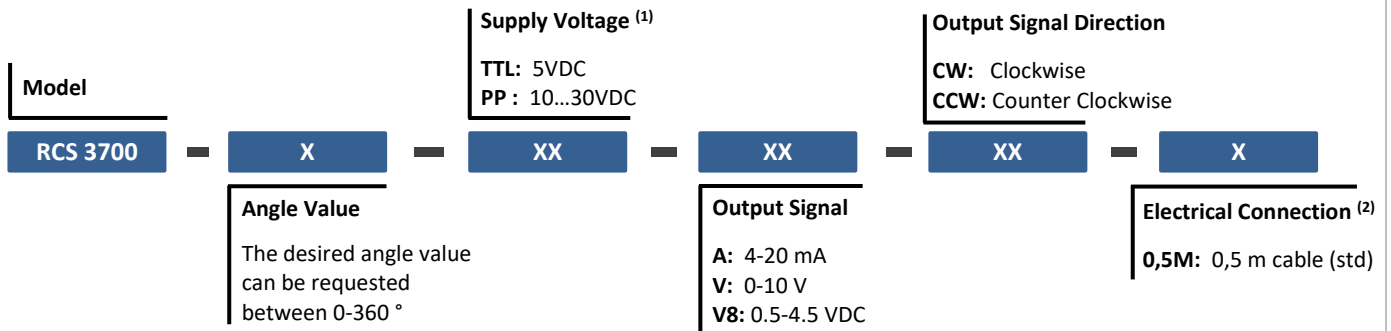 Supply Voltage (1)
TTL: 5VDC
PP : 10...30VDC
Output Signal Direction
CW: Clockwise
CCW: Counter Clockwise
Model
RCS 3700 - X - XX - XX - XX - X
Angle Value
The desired angle value
can be requested
between 0-360 °
Output Signal
A: 4-20 mA
V: 0-10 V
V8: 0.5-4.5 VDC
Electrical Connection (2)
0,5M: 0,5 m cable (std)